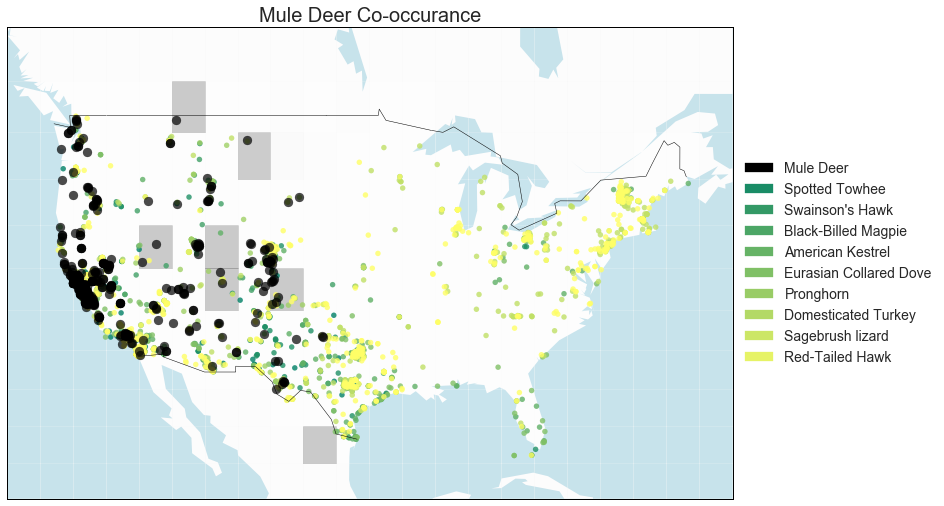 Mule Deer Co-occurance
Mule Deer
Spotted Towhee
Swainson's Hawk
Black-Billed Magpie
American Kestrel
Eurasian Collared Dove
Pronghorn
Domesticated Turkey
Sagebrush lizard
Red-Tailed Hawk